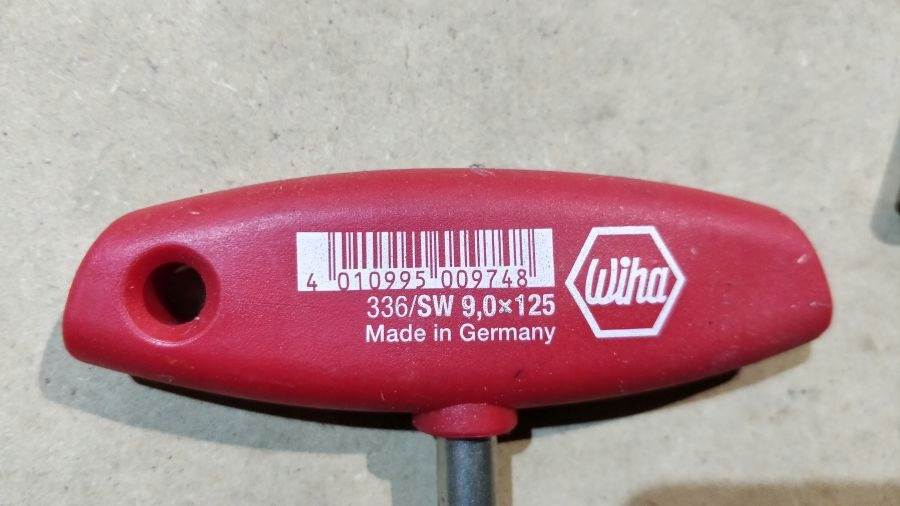 4 010995 009748
336/SW 9,0×125
Made in Germany
Wiha